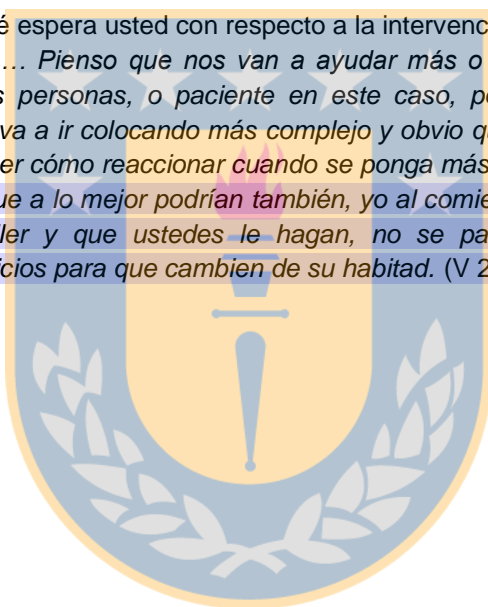 é espera usted con respecto a la intervenc
… Pienso que nos van a ayudar más o
s personas, o paciente en este caso, p
va a ir colocando más complejo y obvio q
er cómo reaccionar cuando se ponga más
ue a lo mejor podrían también, yo al comie
ler y que ustedes le hagan, no se pa
cios para que cambien de su habitad. (V 2